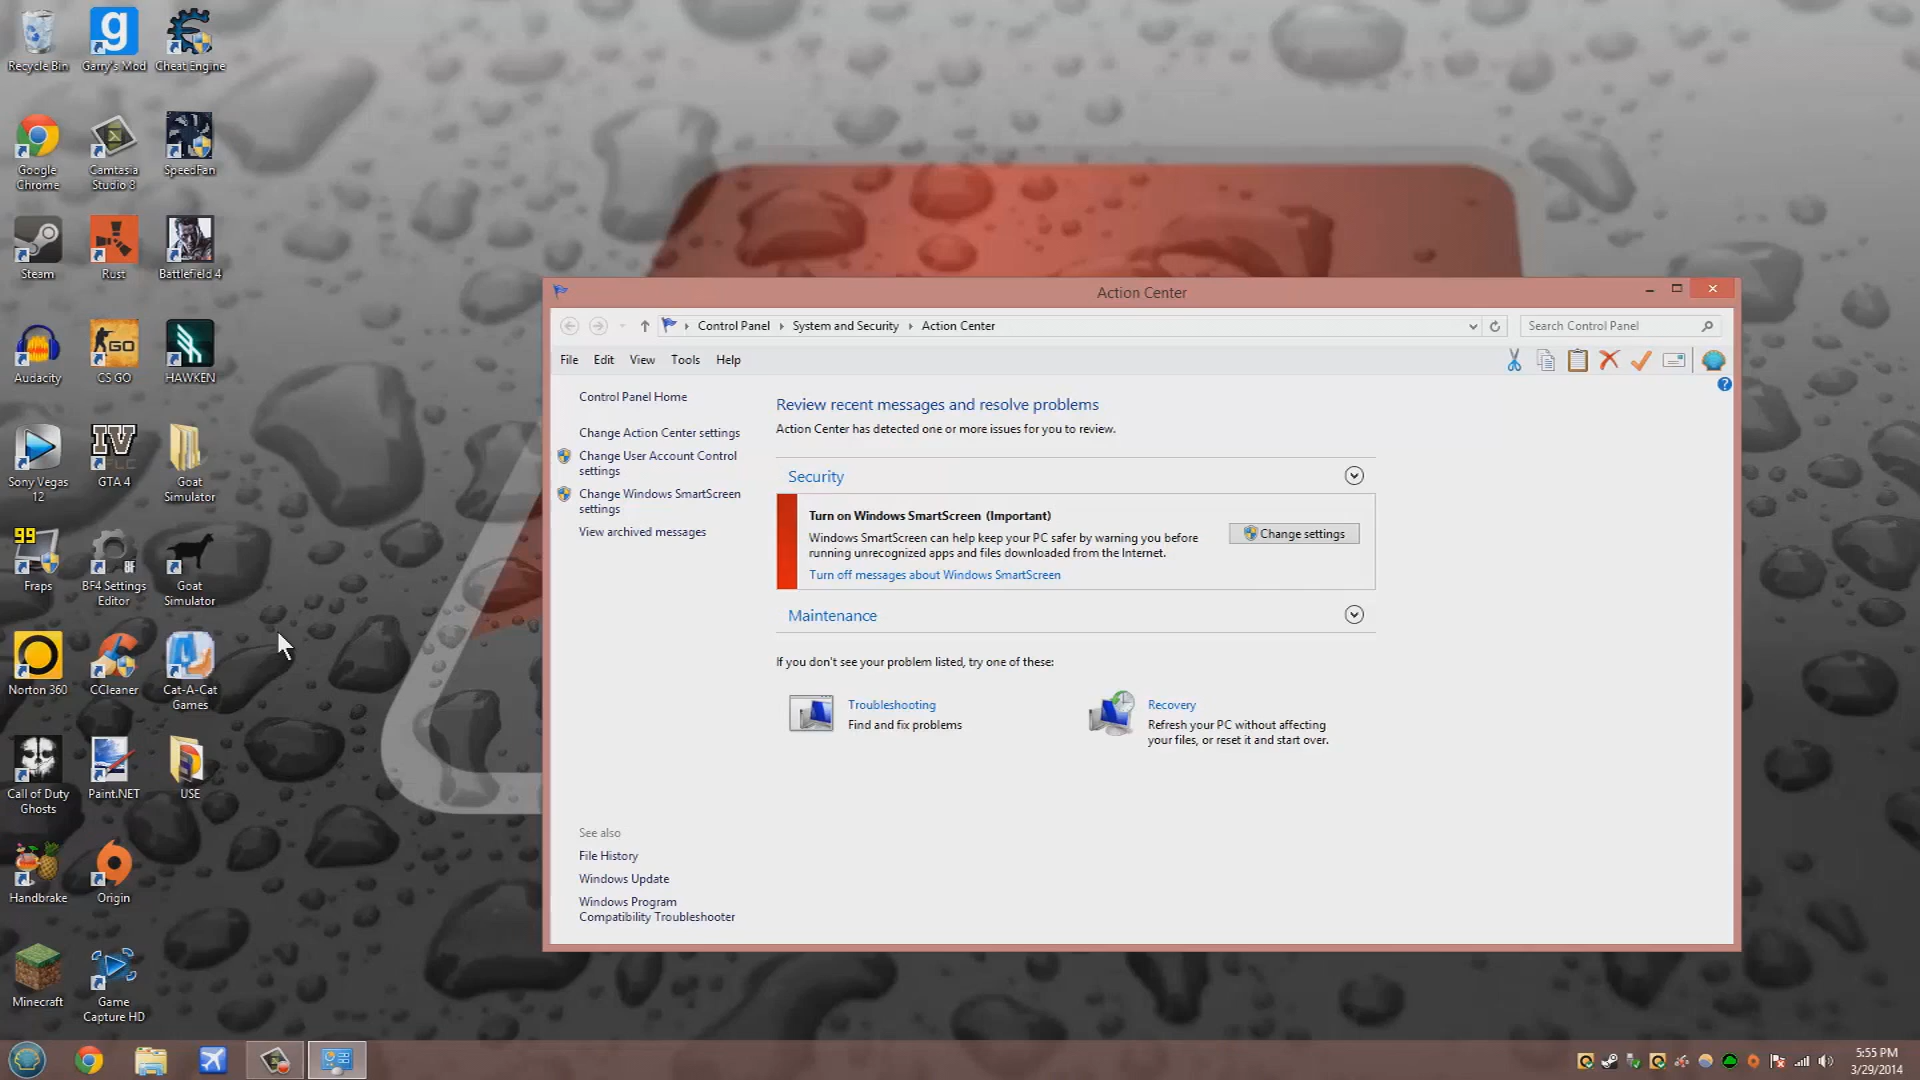 Recycle Bin
Garry's Mod
Cheat Engine
Google
Chrome
Camtasia
Studio 8
SpeedFan
Steam
Rust
Battlefield 4
Audacity
GO
CS GO
HAWKEN
Sony Vegas
12
IV
GTA 4
Goat
Simulator
99
Fraps
BF
BF4 Settings
Editor
Goat
Simulator
Norton 360
CCleaner
Cat-A-Cat
Games
Call of Duty
Ghosts
Paint.NET
USE
Handbrake
Origin
Minecraft
Game
Capture HD
Action Center
Control Panel
System and Security
Action Center
Search Control Panel
File
Edit
View
Tools
Help
Control Panel Home
Change Action Center settings
Change User Account Control
settings
Change Windows SmartScreen
settings
View archived messages
Review recent messages and resolve problems
Action Center has detected one or more issues for you to review.
Security
Turn on Windows SmartScreen (Important)
Windows SmartScreen can help keep your PC safer by warning you before
running unrecognized apps and files downloaded from the Internet.
Turn off messages about Windows SmartScreen
Change settings
Maintenance
If you don't see your problem listed, try one of these:
Troubleshooting
Find and fix problems
Recovery
Refresh your PC without affecting
your files, or reset it and start over.
See also
File History
Windows Update
Windows Program
Compatibility Troubleshooter
5:55 PM
3/29/2014